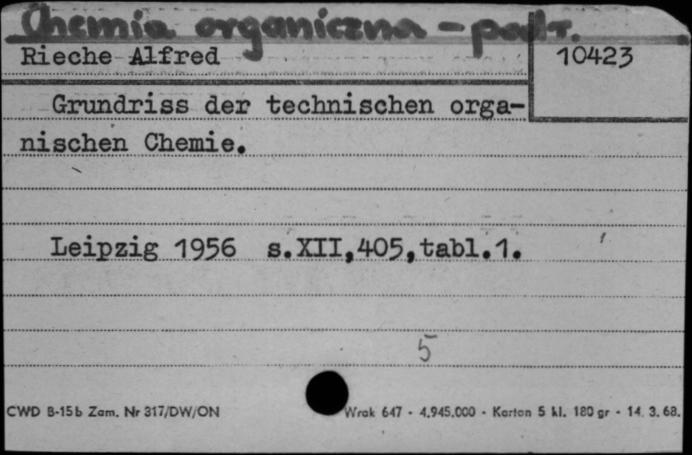 Chemia organiczna - podr.
Rieche Alfred
10423
Grundriss der technischen orga-
nischen Chemie.
Leipzig 1956 s.XII,405,tabl.1.
5
CWD B-15b Zam. Nr 317/DW/ON
Wrak 647 - 4.945.000 - Karton 5 kl. 180 gr - 14. 3. 68.